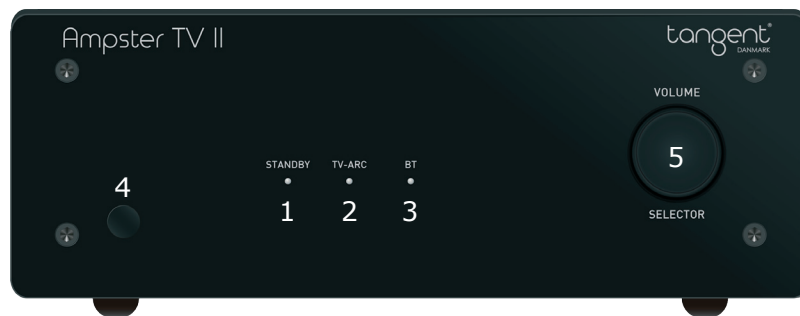 Ampster TV II
tangent®
DANMARK
VOLUME
STANDBY TV-ARC BT
5
4
1 2 3
SELECTOR